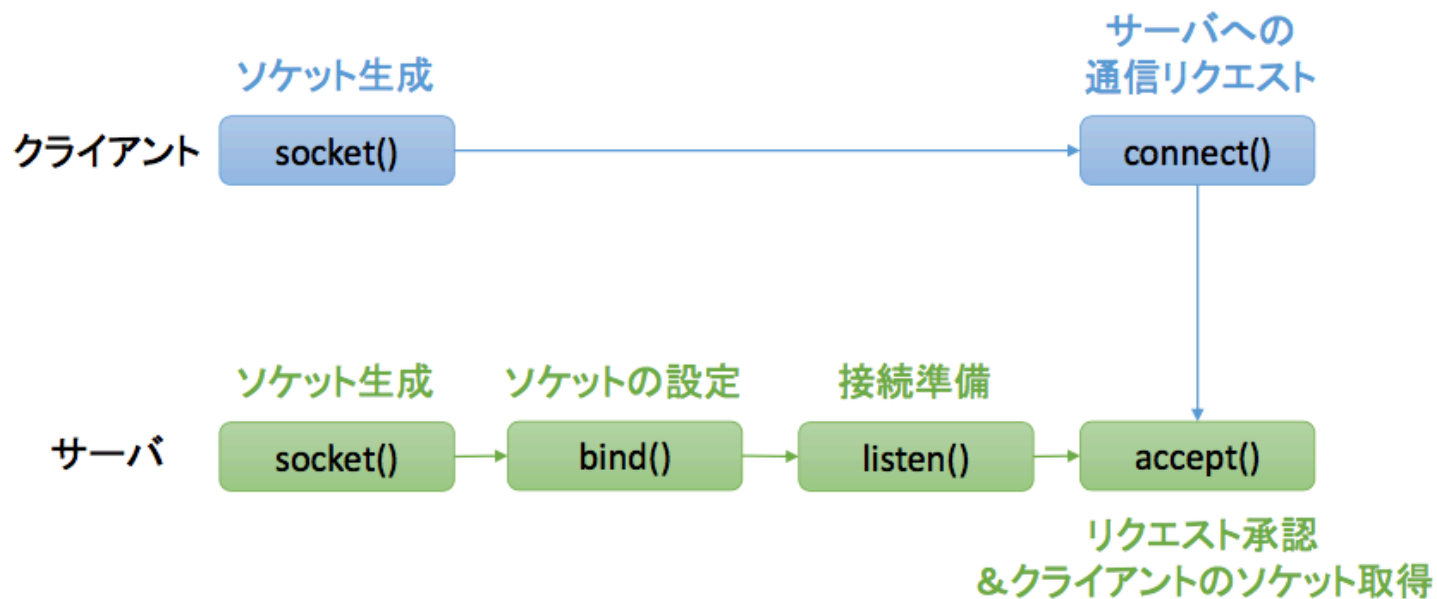 サーバへの
通信リクエスト
ソケット生成
クライアント
socket()
connect()
ソケット生成
ソケットの設定
接続準備
サーバ
socket()
bind()
listen()
accept()
リクエスト承認
&クライアントのソケット取得